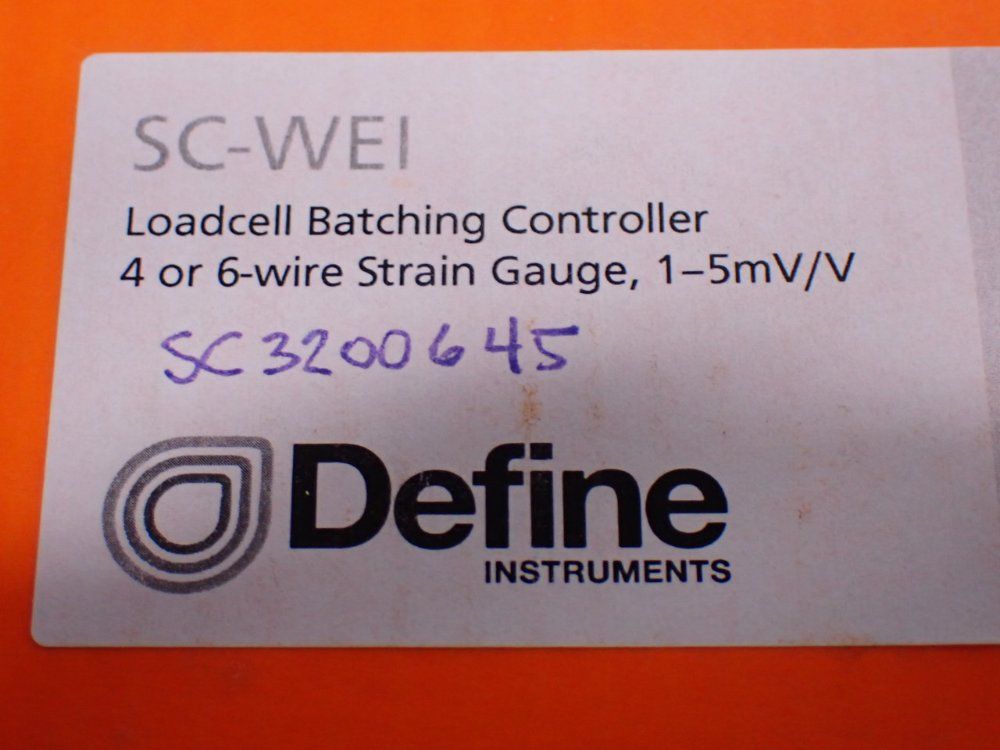 SC-WEI
Loadcell Batching Controller
4 or 6-wire Strain Gauge, 1–5mV/V
SC3200645
Define
INSTRUMENTS